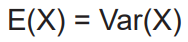 E(X) = Var(X)